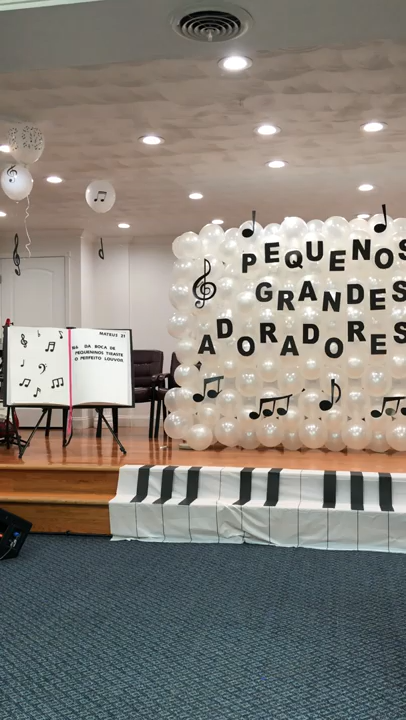 PEQUENOS
GRANDES
ADORADORES
MATEUS 21
DA BOCA DE
PEQUENINOS TIRASTE
O PERFEITO LOUVOR